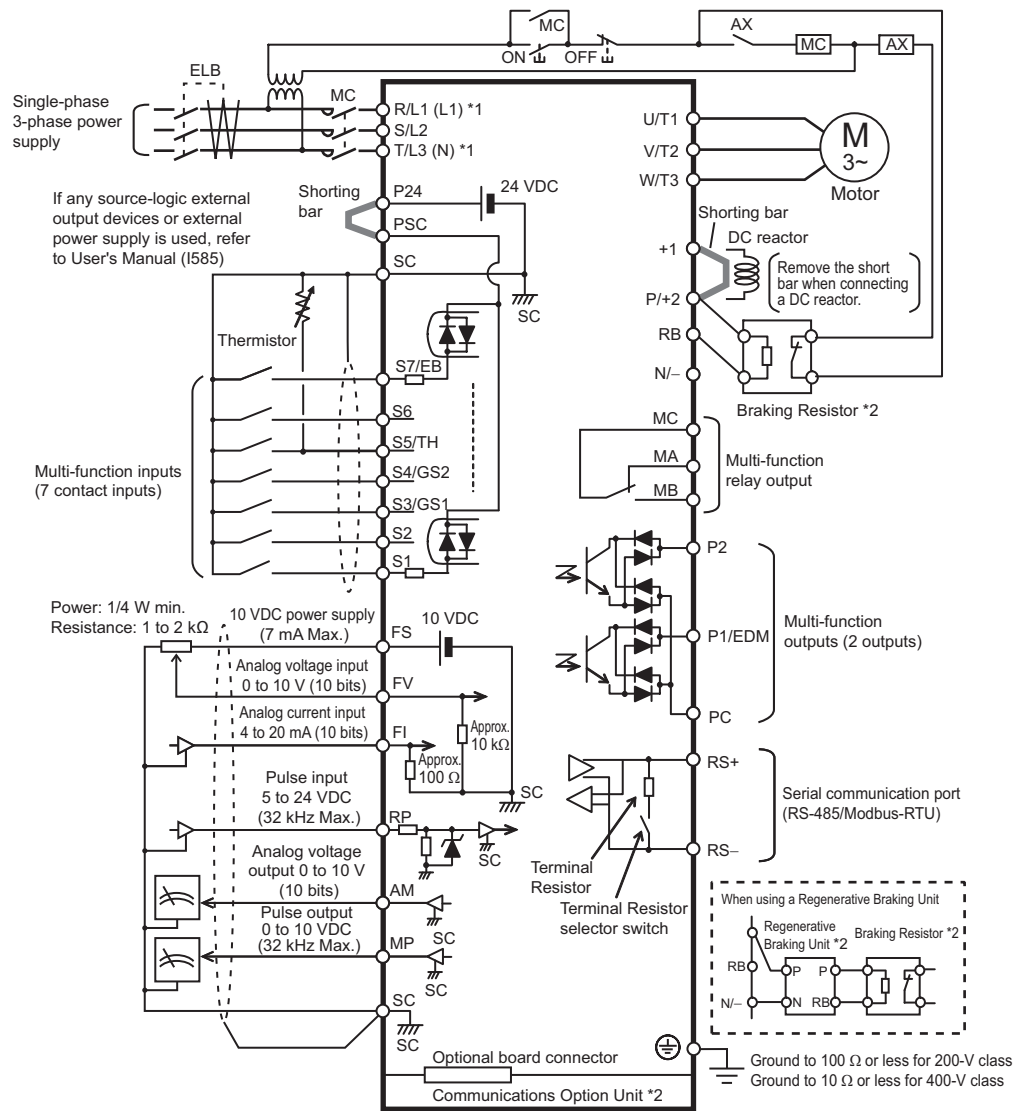 MC
AX
ON
OFF
MC
AX
ELB
MC
Single-phase
3-phase power
supply
R/L1 (L1) *1
S/L2
T/L3 (N) *1
U/T1
V/T2
W/T3
M
3~
Motor
If any source-logic external
output devices or external
power supply is used, refer
to User's Manual (I585)
Shorting
bar
P24
24 VDC
PSC
SC
SC
Shorting bar
+1
DC reactor
Remove the short
bar when connecting
a DC reactor.
P/+2
RB
N/−
Braking Resistor *2
Thermistor
S7/EB
S6
S5/TH
S4/GS2
S3/GS1
S2
S1
Multi-function inputs
(7 contact inputs)
MC
MA
MB
Multi-function
relay output
P2
P1/EDM
PC
Multi-function
outputs (2 outputs)
Power: 1/4 W min.
Resistance: 1 to 2 kΩ
10 VDC power supply
(7 mA Max.)
FS
10 VDC
Analog voltage input
0 to 10 V (10 bits)
FV
Analog current input
4 to 20 mA (10 bits)
FI
Approx.
10 kΩ
Approx.
100 Ω
SC
Pulse input
5 to 24 VDC
(32 kHz Max.)
RP
SC
Analog voltage
output 0 to 10 V
(10 bits)
AM
SC
Pulse output
0 to 10 VDC
(32 kHz Max.)
MP
SC
SC
SC
RS+
RS−
Serial communication port
(RS-485/Modbus-RTU)
Terminal
Resistor
Terminal Resistor
selector switch
When using a Regenerative Braking Unit
Regenerative
Braking Unit *2
Braking Resistor *2
RB
P
P
N/−
N
RB
Optional board connector
Communications Option Unit *2
Ground to 100 Ω or less for 200-V class
Ground to 10 Ω or less for 400-V class